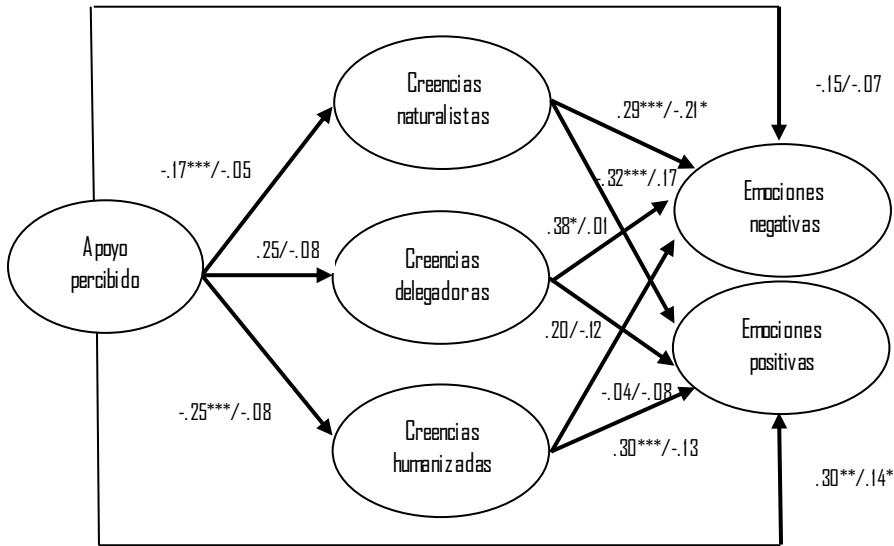 -.15/-.07
Creencias
naturalistas
.29***/-.21*
-.17***/-.05
-.32***/.17
Emociones
negativas
Apoyo
percibido
.25/-.08
Creencias
delegadoras
.38*/.01
.20/-.12
Emociones
positivas
-.25***/-.08
-.04/-.08
Creencias
humanizadas
.30***/-.13
.30**/.14*